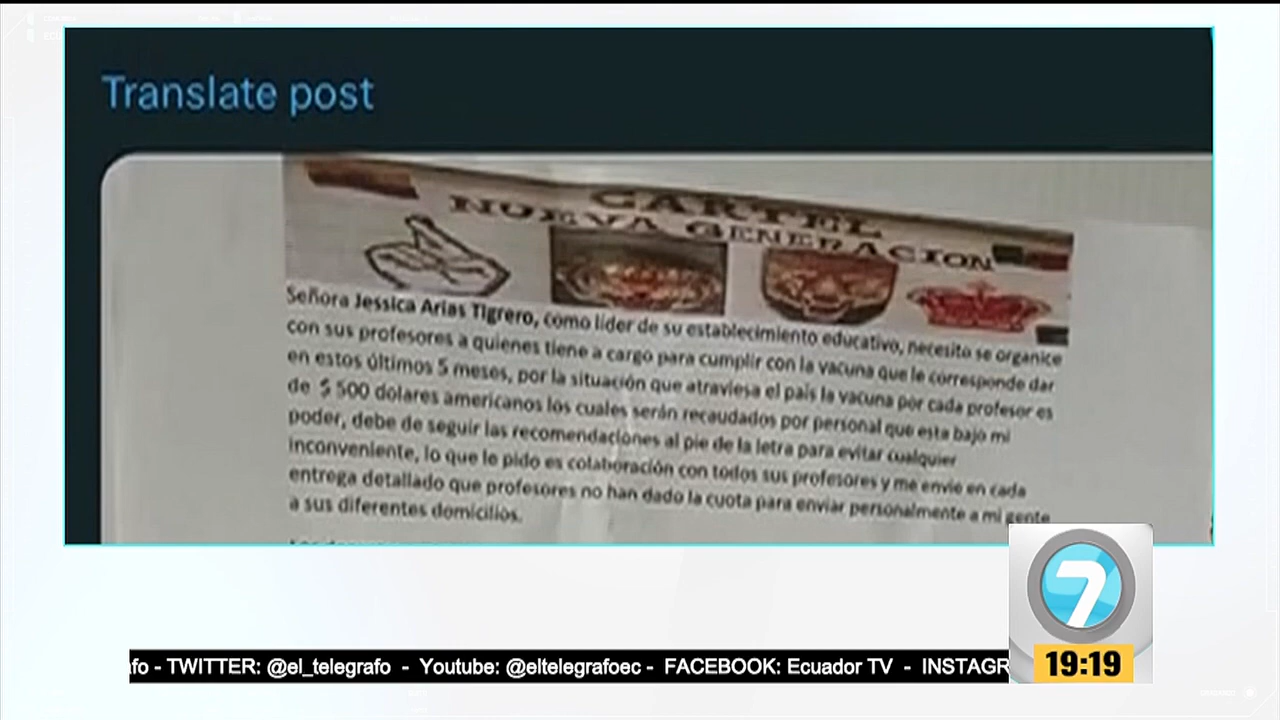 Translate post
CARTEL
NUEVA GENERACION
Señora Jessica Arias Tigrero, como lider de su establecimiento educativo, necesito se organice
con sus profesores a quienes tiene a cargo para cumplir con la vacuna que le corresponde dar
en estos últimos 5 meses, por la situación que atraviesa el país la vacuna por cada profesor es
de $ 500 dolares americanos los cuales serán recaudados por personal que esta bajo mi
poder, debe de seguir las recomendaciones al pie de la letra para evitar cualquier
inconveniente, lo que le pido es colaboración con todos sus profesores y me envie en cada
entrega detallado que profesores no han dado la cuota para enviar personalmente a mi gente
a sus diferentes domicilios.
7
fo - TWITTER: @el_telegrafo - Youtube: @eltelegrafoec - FACEBOOK: Ecuador TV - INSTAGR
19:19